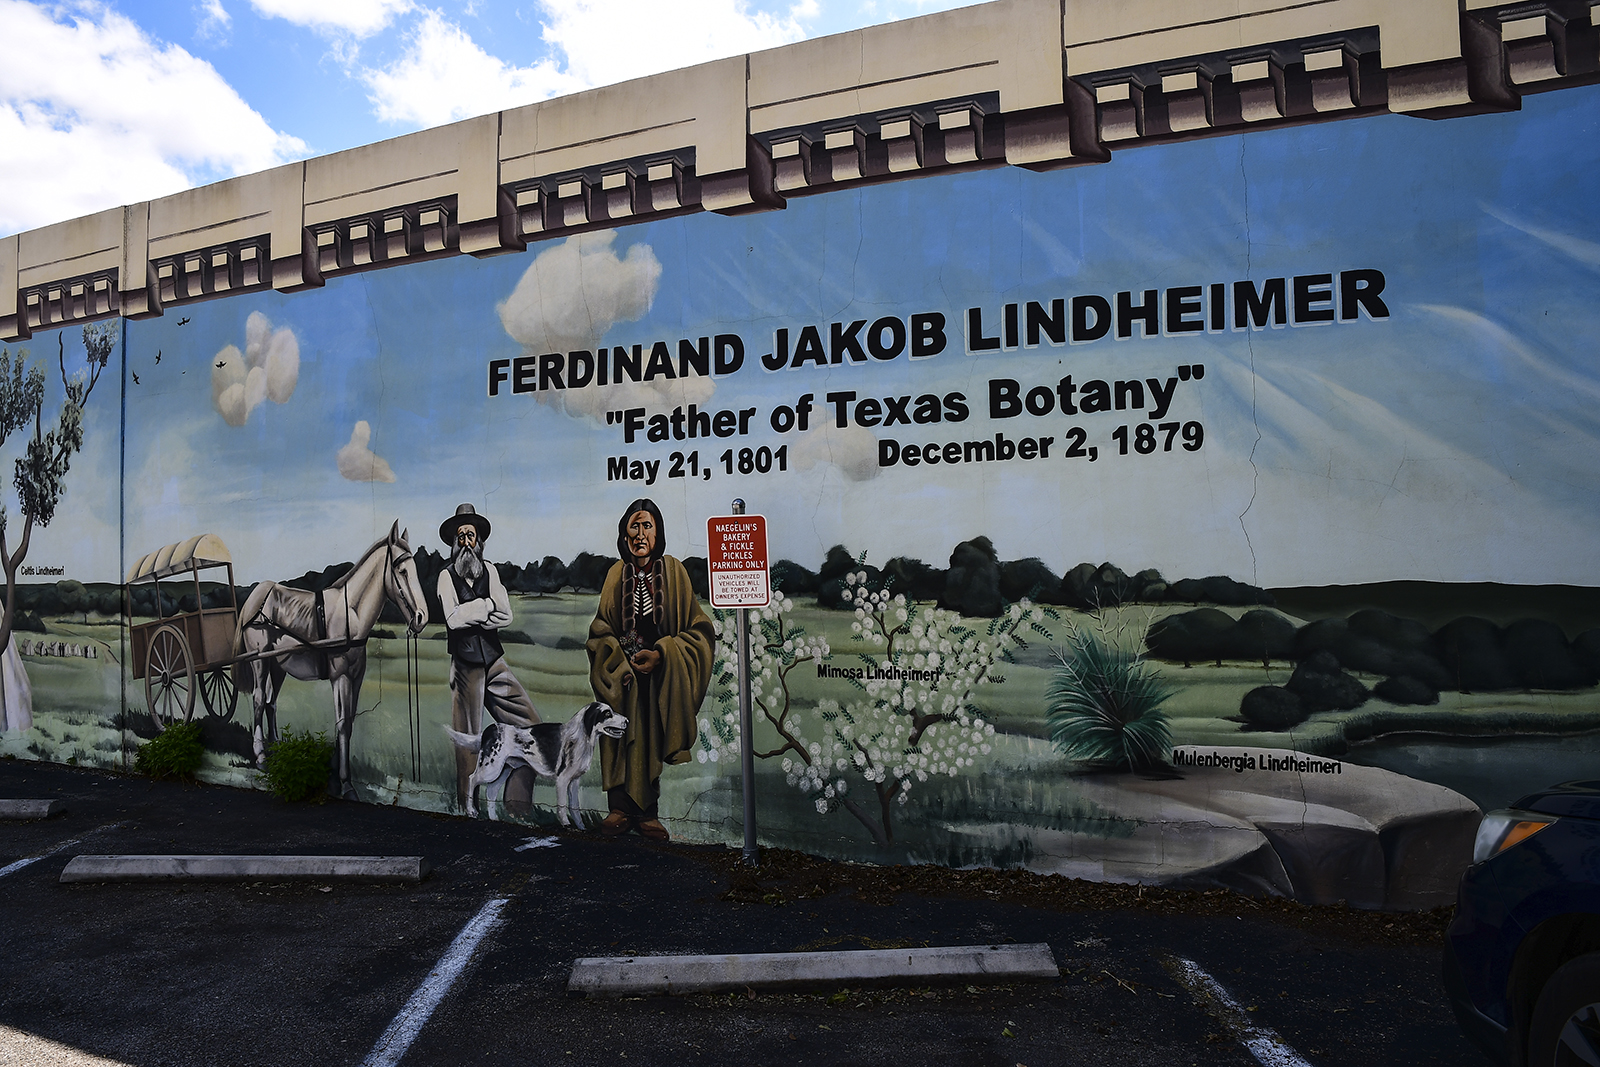 FERDINAND JAKOB LINDHEIMER
"Father of Texas Botany"
May 21, 1801 December 2, 1879
Celtis Lindheimeri
NAEGELIN'S
BAKERY
& FICKLE
PICKLES
PARKING ONLY
UNAUTHORIZED
VEHICLES WILL
BE TOWED AT
OWNER'S EXPENSE
Mimosa Lindheimeri
Mulenbergia Lindheimeri